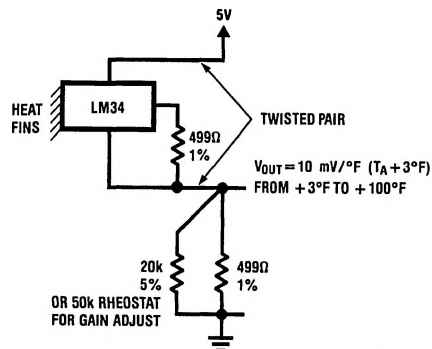 5V
HEAT
FINS
LM34
TWISTED PAIR
499Ω
1%
VOUT = 10 mV/°F (TA+3°F)
FROM +3°F TO +100°F
20k
5%
499Ω
1%
OR 50k RHEOSTAT
FOR GAIN ADJUST